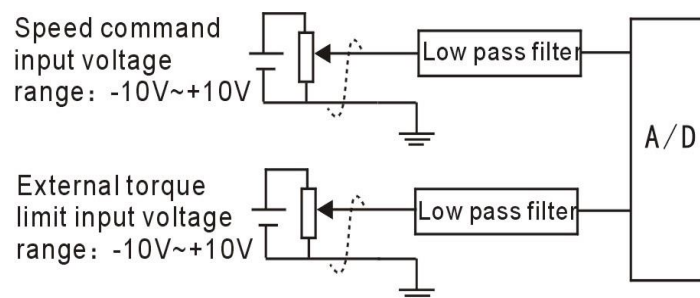 Speed command
input voltage
range：-10V~+10V
Low pass filter
A/D
External torque
limit input voltage
range：-10V~+10V
Low pass filter